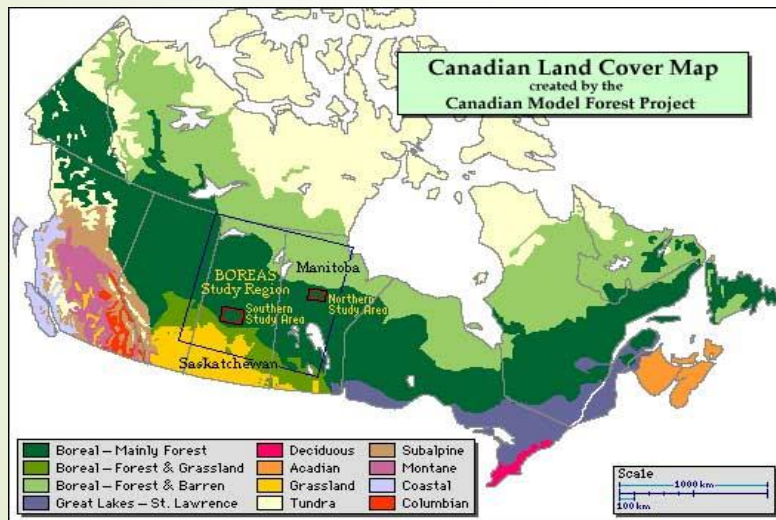 Canadian Land Cover Map
created by the
Canadian Model Forest Project
BOREAS
Study Region
Manitoba
Northern
Study Area
Southern
Study Area
Saskatchewan
Boreal – Mainly Forest
Boreal – Forest & Grassland
Boreal – Forest & Barren
Great Lakes – St. Lawrence
Deciduous
Acadian
Grassland
Tundra
Subalpine
Montane
Coastal
Columbian
Scale
1000 km
100 km